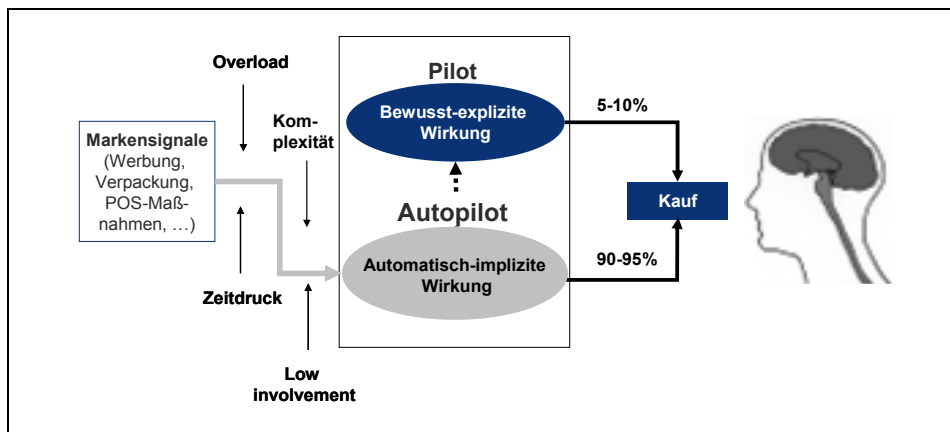 Overload
Zeitdruck
Kom-
plexität
Low
involvement
Markensignale
(Werbung,
Verpackung,
POS-Maß-
nahmen, …)
Pilot
Bewusst-explizite
Wirkung
Autopilot
Automatisch-implizite
Wirkung
5-10%
90-95%
Kauf